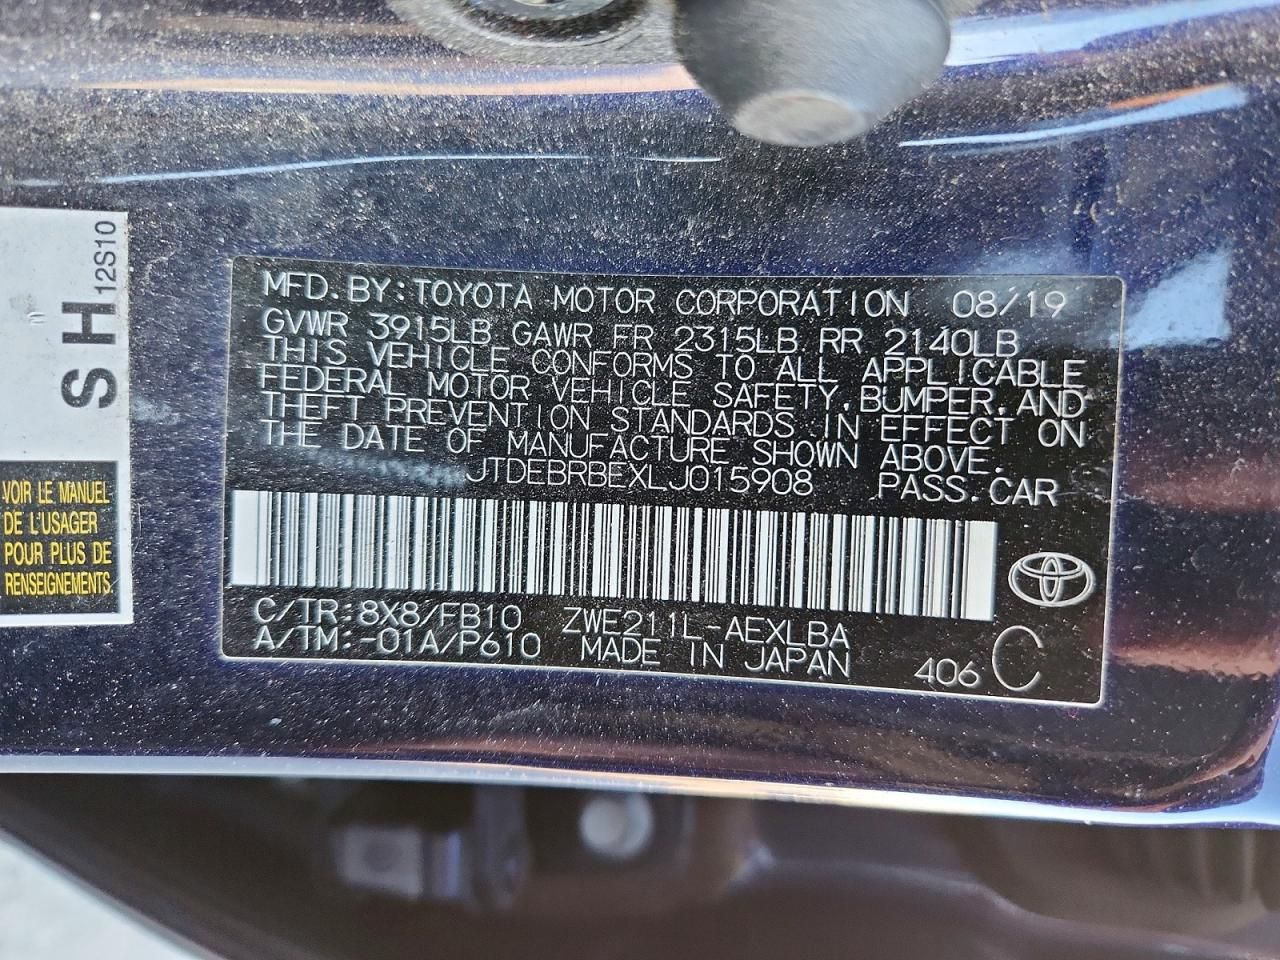 S H
12S10
VOIR LE MANUEL
DE L'USAGER
POUR PLUS DE
RENSEIGNEMENTS.
MFD. BY: TOYOTA MOTOR CORPORATION 08/19
GVWR 3915LB GAWR FR 2315LB RR 2140LB
THIS VEHICLE CONFORMS TO ALL APPLICABLE
FEDERAL MOTOR VEHICLE SAFETY, BUMPER, AND
THEFT PREVENTION STANDARDS IN EFFECT ON
THE DATE OF MANUFACTURE SHOWN ABOVE.
JTDEBRBEXLJ015908 PASS. CAR
C/TR: 8X8/FB10 ZWE211L-AEXLBA
A/TM: -01A/P610 MADE IN JAPAN 406 C